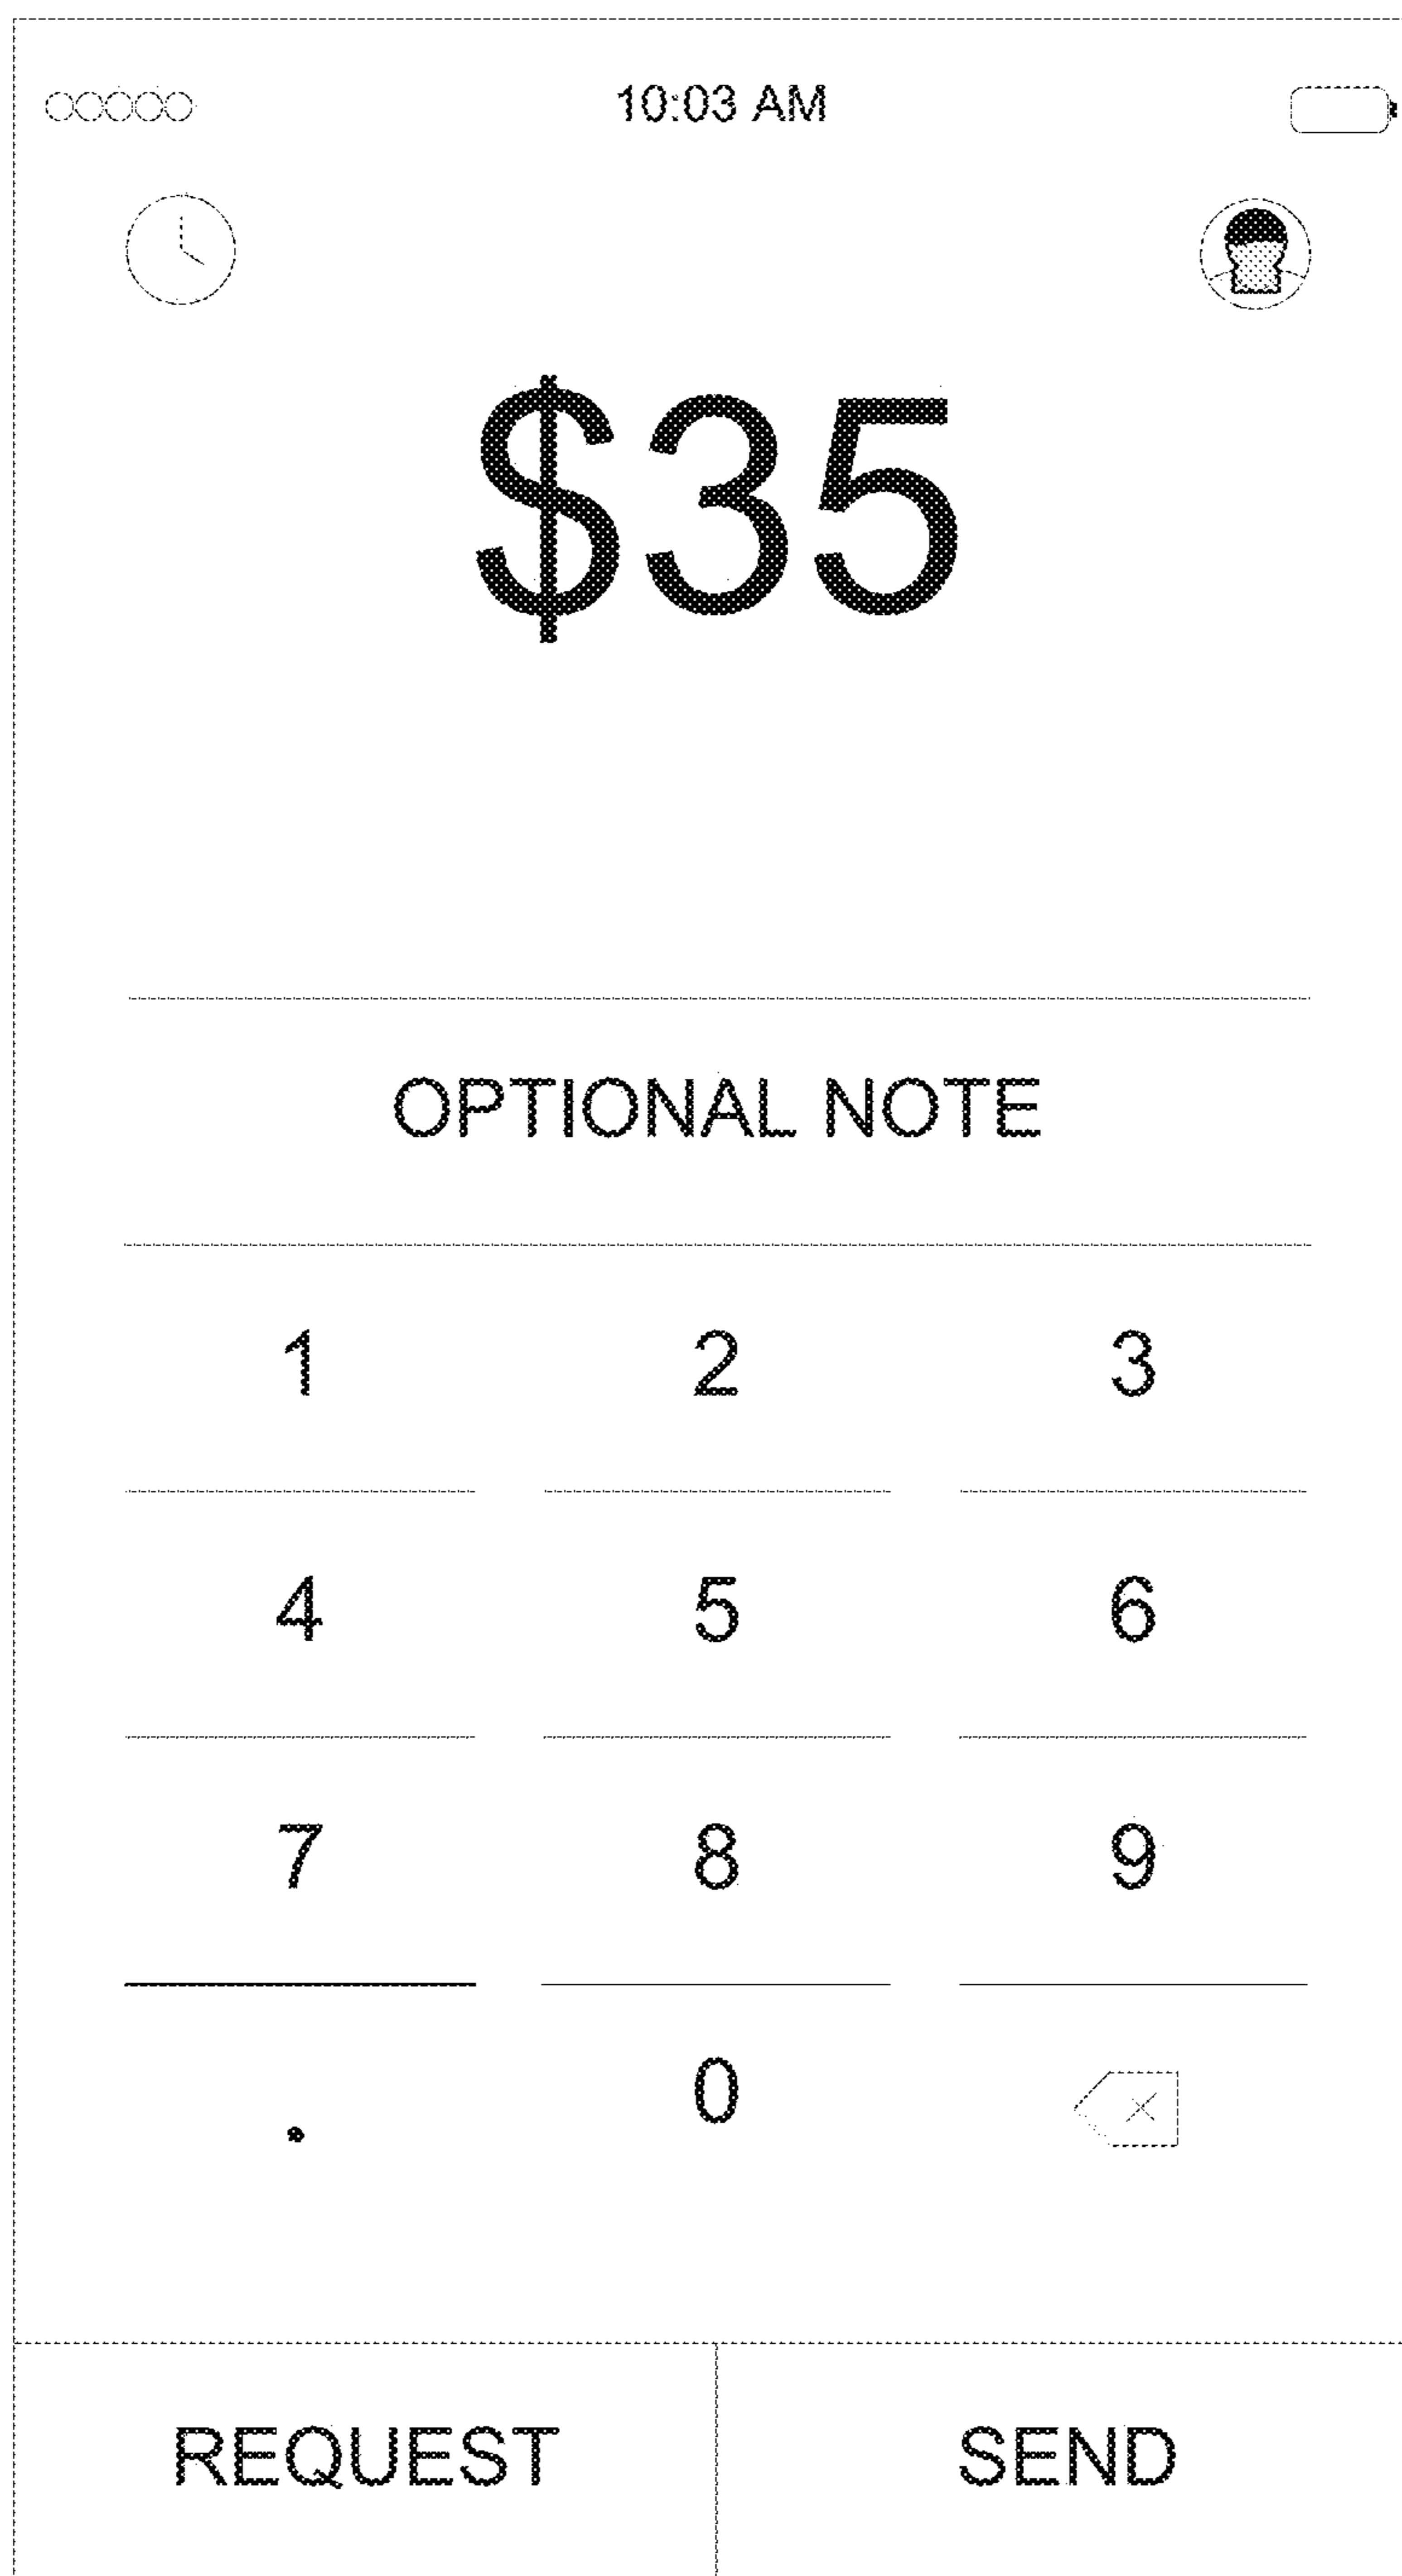 10:03 AM
$35
OPTIONAL NOTE
1 2 3
4 5 6
7 8 9
. 0
REQUEST SEND